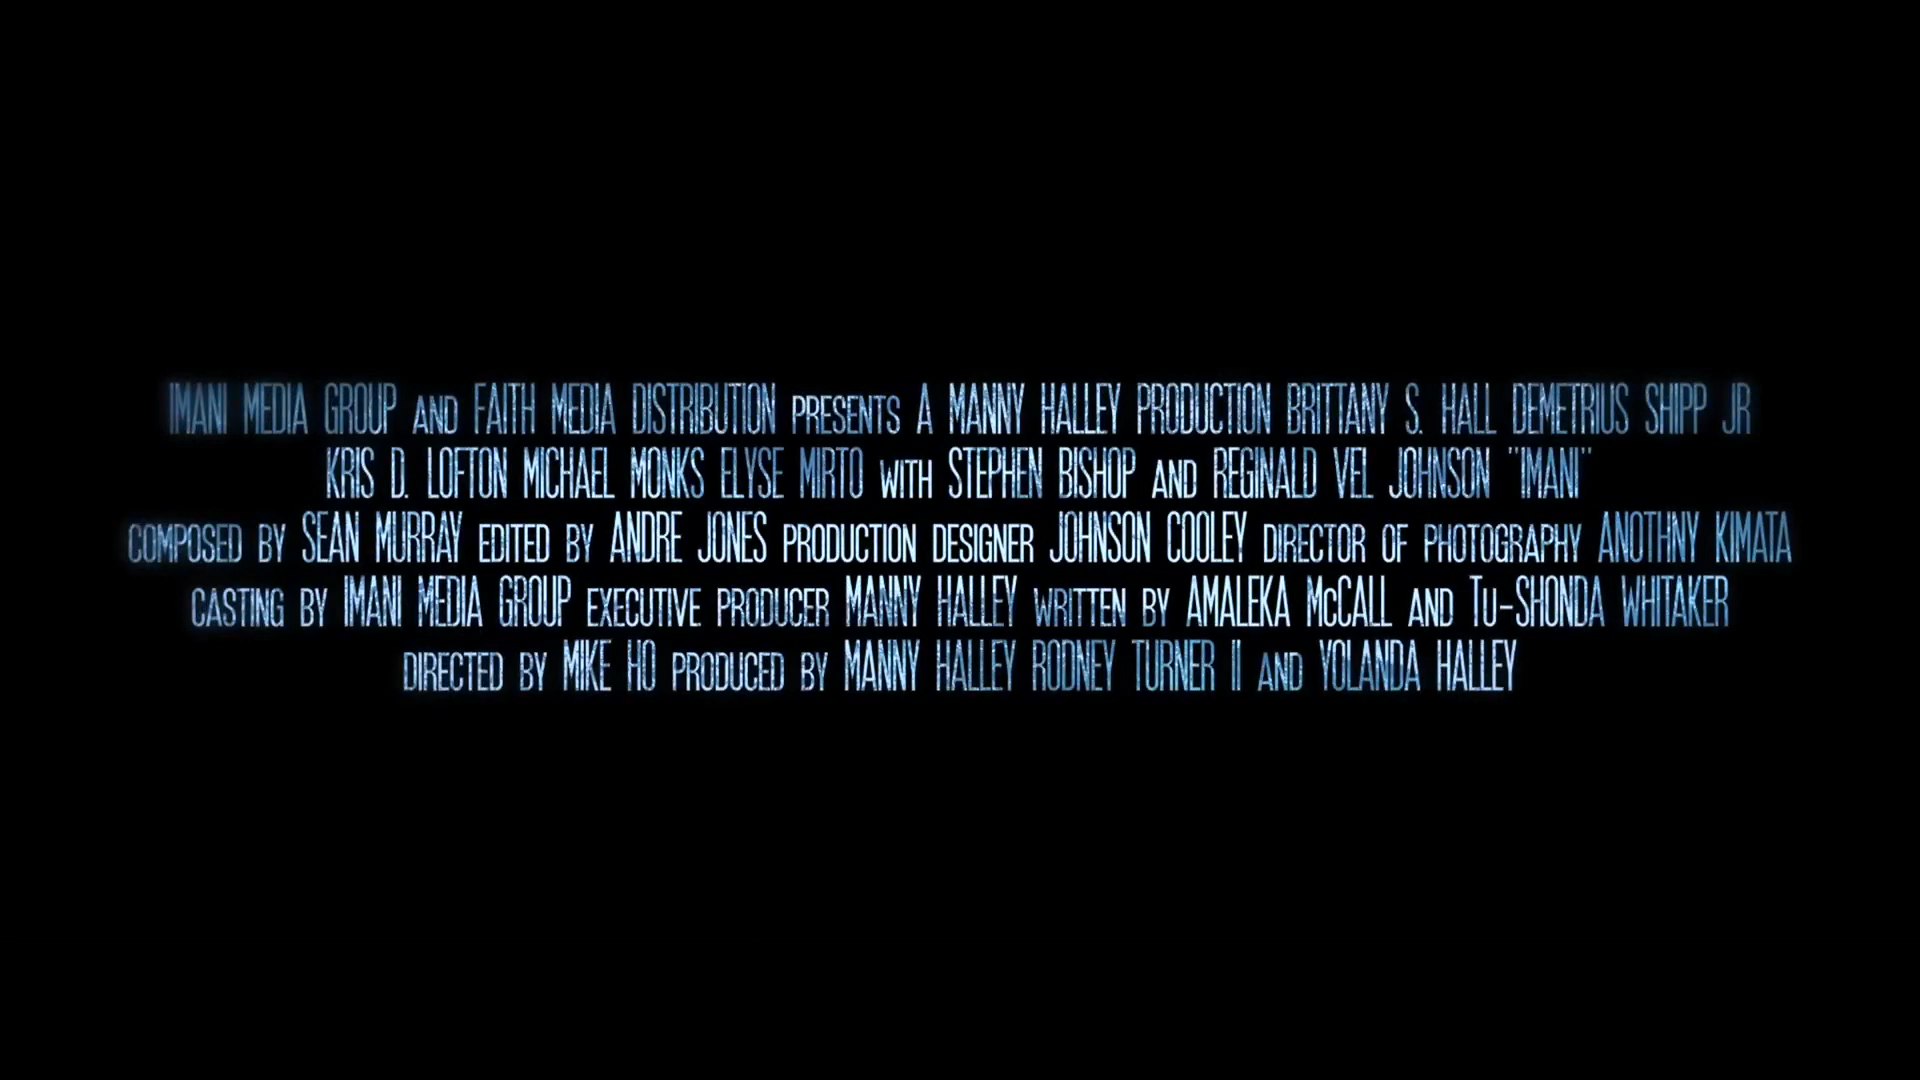 IMANI MEDIA GROUP AND FAITH MEDIA DISTRIBUTION PRESENTS A MANNY HALLEY PRODUCTION BRITTANY S. HALL DEMETRIUS SHIPP JR
KRIS D. LOFTON MICHAEL MONKS ELYSE MIRTO WITH STEPHEN BISHOP AND REGINALD VEL JOHNSON "IMANI"
COMPOSED BY SEAN MURRAY EDITED BY ANDRE JONES PRODUCTION DESIGNER JOHNSON COOLEY DIRECTOR OF PHOTOGRAPHY ANOTHNY KIMATA
CASTING BY IMANI MEDIA GROUP EXECUTIVE PRODUCER MANNY HALLEY WRITTEN BY AMALEKA McCALL AND Tu-SHONDA WHITAKER
DIRECTED BY MIKE HO PRODUCED BY MANNY HALLEY RODNEY TURNER II AND YOLANDA HALLEY